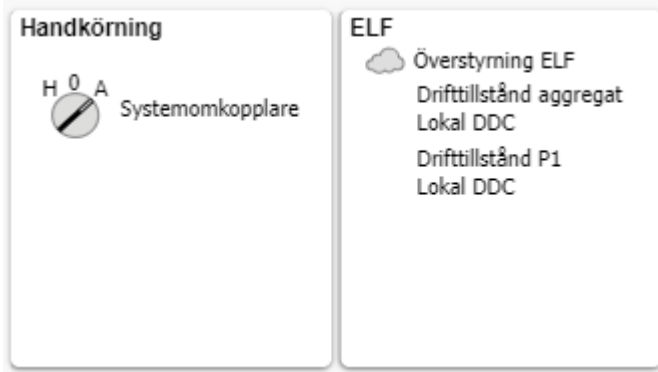 Handkörning
H 0 A
Systemomkopplare
ELF
Överstyrning ELF
Drifttillstånd aggregat
Lokal DDC
Drifttillstånd P1
Lokal DDC